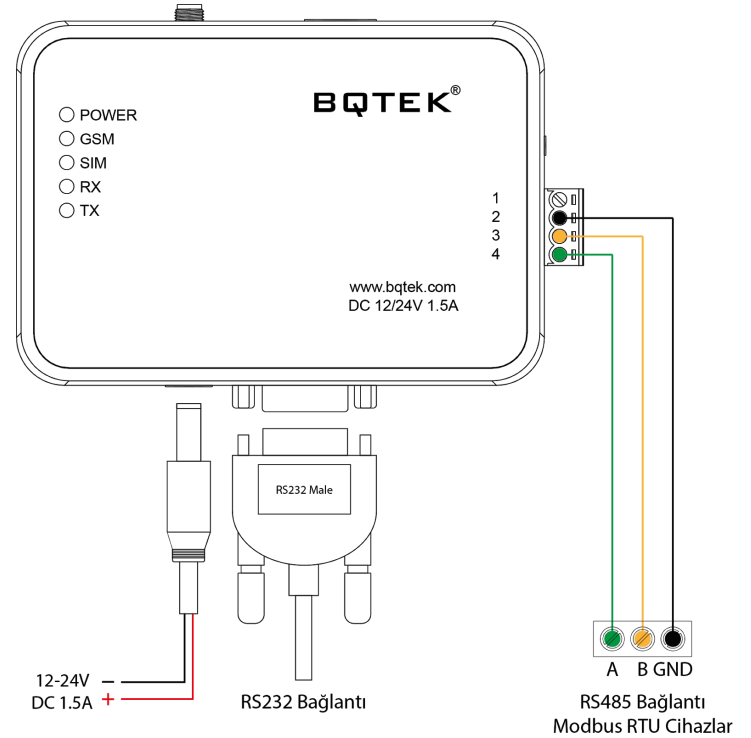 BQTEK®
POWER
GSM
SIM
RX
TX
1
2
3
4
www.bqtek.com
DC 12/24V 1.5A
RS232 Male
A B GND
12-24V –
DC 1.5A +
RS232 Bağlantı
RS485 Bağlantı
Modbus RTU Cihazlar